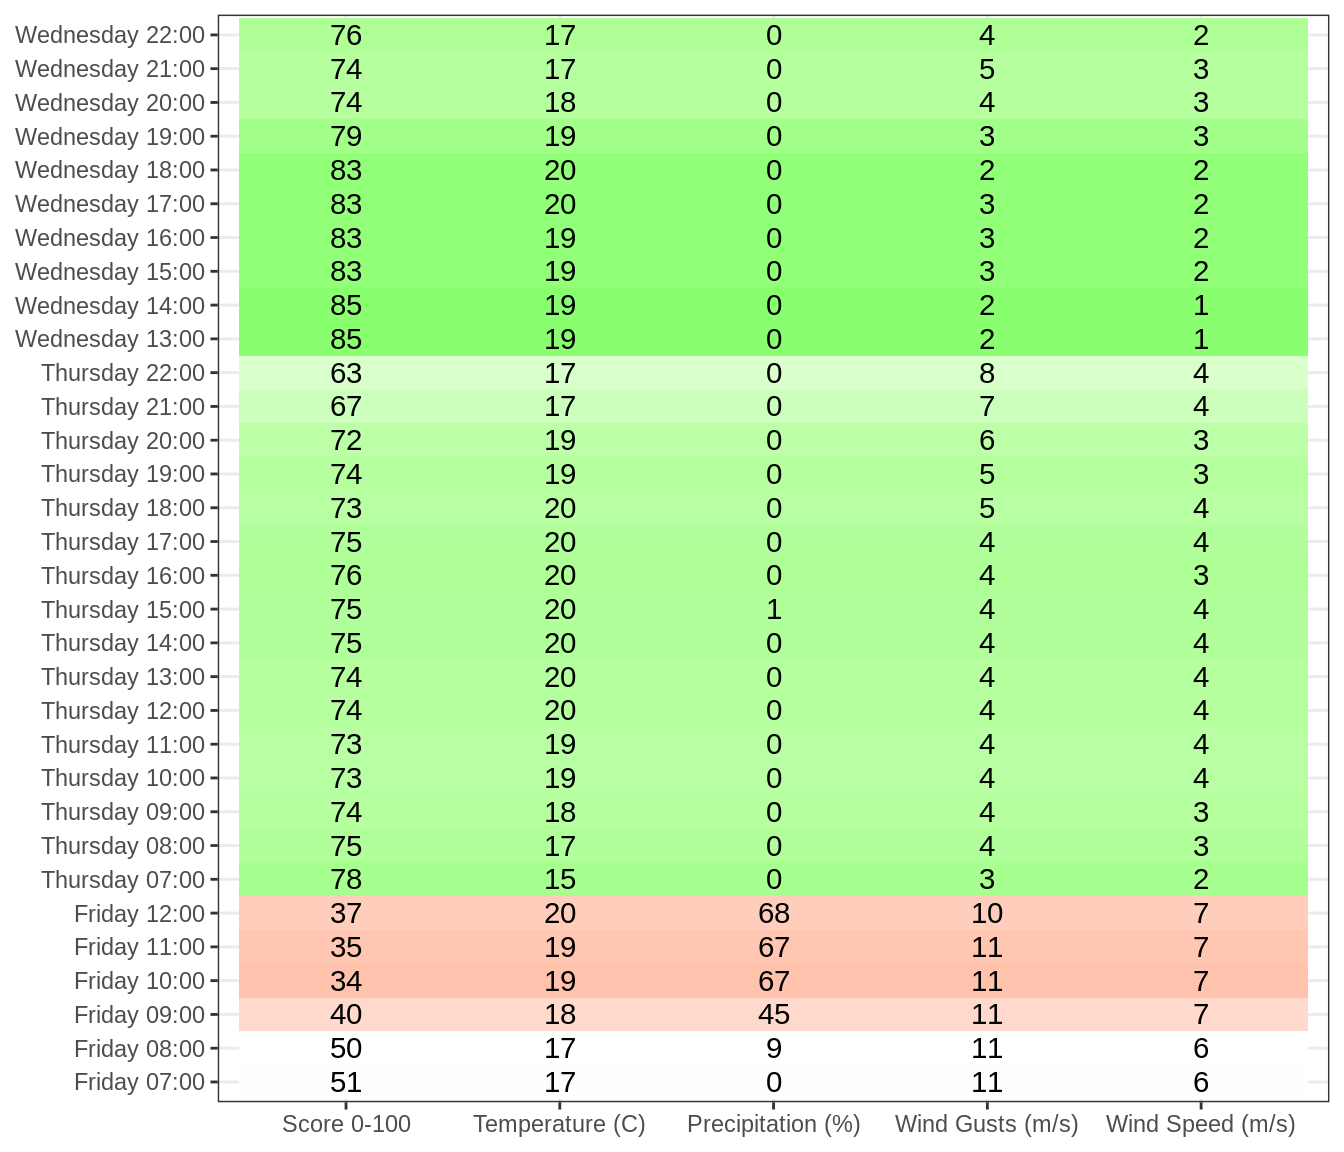 Wednesday 22:00 76 17 0 4 2
Wednesday 21:00 74 17 0 5 3
Wednesday 20:00 74 18 0 4 3
Wednesday 19:00 79 19 0 3 3
Wednesday 18:00 83 20 0 2 2
Wednesday 17:00 83 20 0 3 2
Wednesday 16:00 83 19 0 3 2
Wednesday 15:00 83 19 0 3 2
Wednesday 14:00 85 19 0 2 1
Wednesday 13:00 85 19 0 2 1
Thursday 22:00 63 17 0 8 4
Thursday 21:00 67 17 0 7 4
Thursday 20:00 72 19 0 6 3
Thursday 19:00 74 19 0 5 3
Thursday 18:00 73 20 0 5 4
Thursday 17:00 75 20 0 4 4
Thursday 16:00 76 20 0 4 3
Thursday 15:00 75 20 1 4 4
Thursday 14:00 75 20 0 4 4
Thursday 13:00 74 20 0 4 4
Thursday 12:00 74 20 0 4 4
Thursday 11:00 73 19 0 4 4
Thursday 10:00 73 19 0 4 4
Thursday 09:00 74 18 0 4 3
Thursday 08:00 75 17 0 4 3
Thursday 07:00 78 15 0 3 2
Friday 12:00 37 20 68 10 7
Friday 11:00 35 19 67 11 7
Friday 10:00 34 19 67 11 7
Friday 09:00 40 18 45 11 7
Friday 08:00 50 17 9 11 6
Friday 07:00 51 17 0 11 6
Score 0-100 Temperature (C) Precipitation (%) Wind Gusts (m/s) Wind Speed (m/s)